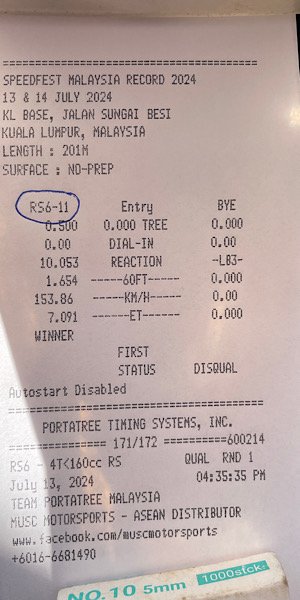 ==========================================
SPEEDFEST MALAYSIA RECORD 2024
13 & 14 JULY 2024
KL BASE, JALAN SUNGAI BESI
KUALA LUMPUR, MALAYSIA
LENGTH : 201M
SURFACE : NO-PREP
RS6-11 Entry BYE
0.500 0.000 TREE 0.000
0.00 DIAL-IN 0.00
10.053 REACTION -LB3-
1.654 ------60FT----- 0.000
153.86 ------KM/H----- 0.00
7.091 ------ET------- 0.000
WINNER
FIRST
STATUS DISQUAL
Autostart Disabled
==========================================
PORTATREE TIMING SYSTEMS, INC.
=============== 171/172 ==========600214
RS6 - 4T<160cc RS QUAL RND 1
July 13, 2024 04:35:35 PM
TEAM PORTATREE MALAYSIA
MUSC MOTORSPORTS - ASEAN DISTRIBUTOR
www.facebook.com/muscmotorsports
+6016-6681490
NO.10 5mm 1000stck.